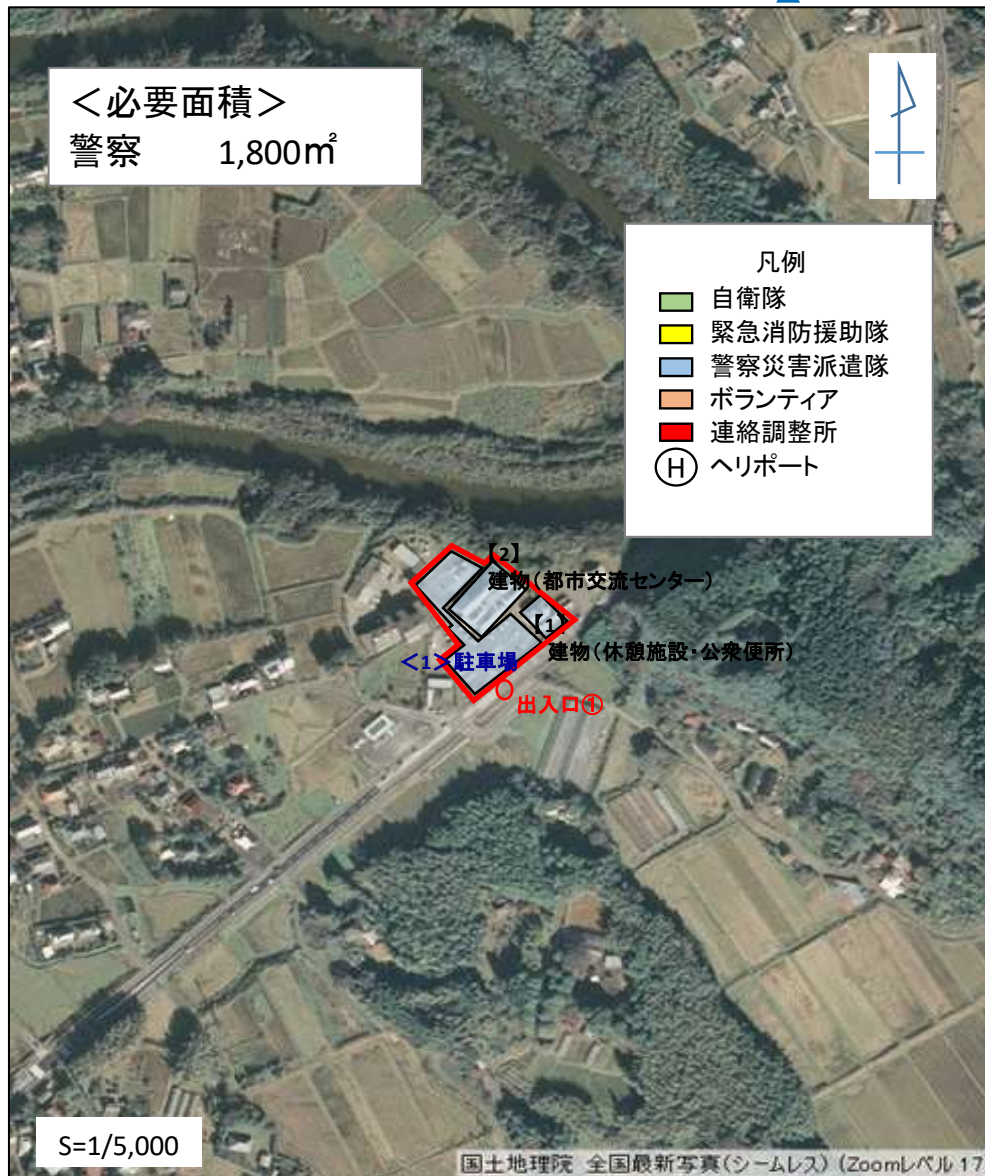 ＜必要面積＞
警察 1,800㎡
凡例
自衛隊
緊急消防援助隊
警察災害派遣隊
ボランティア
連絡調整所
H ヘリポート
【2】
建物(都市交流センター)
【1】
建物(休憩施設・公衆便所)
＜1＞駐車場
出入口①
S=1/5,000
国土地理院 全国最新写真(シームレス) (Zoomレベル 17